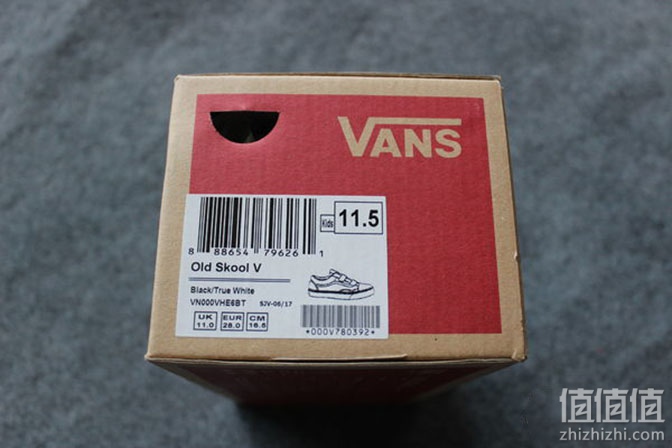 VANS
Kids 11.5
8 88654 79626 1
Old Skool V
Black/True White
VN000VHE6BT SJV-06/17
UK EUR CM
11.0 28.0 16.5
*000V780392*
值值值
zhizhizhi.com